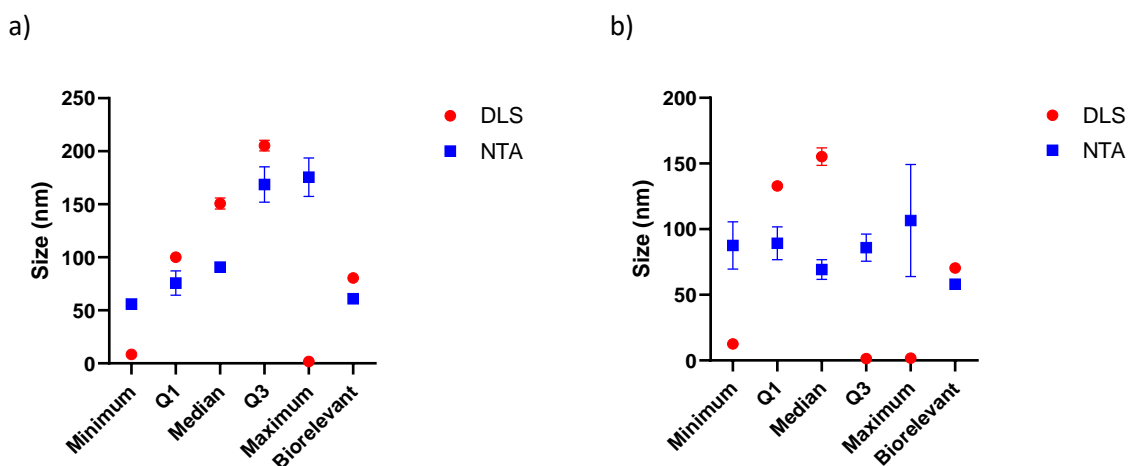 a)
250
200
150
100
50
0
Size (nm)
Minimum
Q1
Median
Q3
Maximum
Biorelevant
DLS
NTA
b)
200
150
100
50
0
Size (nm)
Minimum
Q1
Median
Q3
Maximum
Biorelevant
DLS
NTA